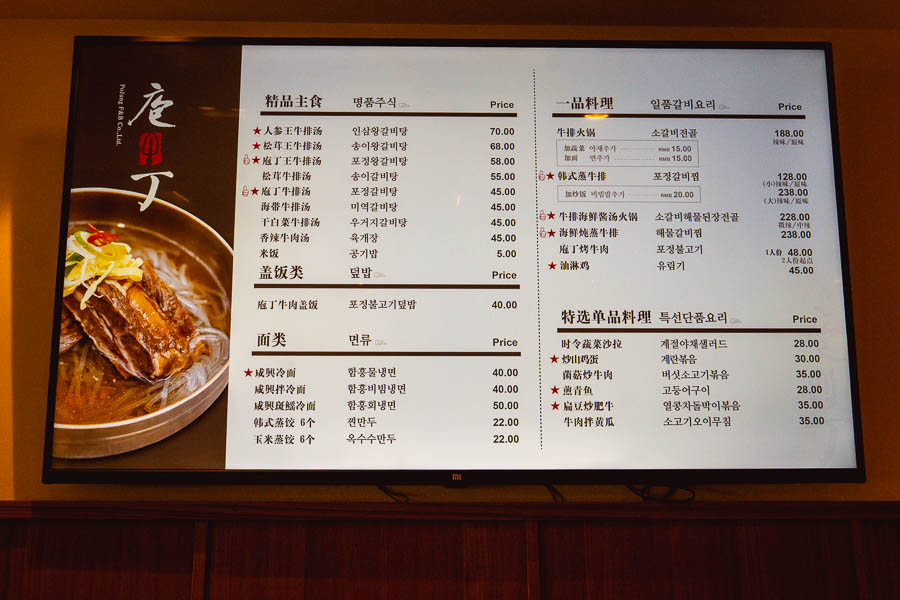 庖丁
Pojang F&B Co.,Ltd.
精品主食 명품주식 Price
★人参王牛排汤 인삼왕갈비탕 70.00
★松茸王牛排汤 송이왕갈비탕 68.00
★庖丁王牛排汤 포정왕갈비탕 58.00
松茸牛排汤 송이갈비탕 55.00
★庖丁牛排汤 포정갈비탕 45.00
海带牛排汤 미역갈비탕 45.00
干白菜牛排汤 우거지갈비탕 45.00
香辣牛肉汤 육개장 45.00
米饭 공기밥 5.00
盖饭类 덮밥 Price
庖丁牛肉盖饭 포정불고기덮밥 40.00
面类 면류 Price
★咸興冷面 함흥물냉면 40.00
咸興拌冷面 함흥비빔냉면 40.00
咸興斑鳐冷面 함흥회냉면 50.00
韩式蒸饺 6个 찐만두 22.00
玉米蒸饺 6个 옥수수만두 22.00
一品料理 일품갈비요리 Price
牛排火锅 소갈비전골 188.00
辣味/原味
加蔬菜 야채추가 RMB 15.00
加面 면추가 RMB 15.00
★韩式蒸牛排 포정갈비찜 128.00
(小)辣味/原味
238.00
(大)辣味/原味
加炒饭 비빔밥추가 RMB 20.00
★牛排海鲜酱汤火锅 소갈비해물된장전골 228.00
微辣/中辣
★海鲜炖蒸牛排 해물갈비찜 238.00
庖丁烤牛肉 포정불고기 1人份 48.00
2人份起点
★油淋鸡 유림기 45.00
特选单品料理 특선단품요리 Price
时令蔬菜沙拉 계절야채샐러드 28.00
★炒山鸡蛋 계란볶음 30.00
菌菇炒牛肉 버섯소고기볶음 35.00
★煎青鱼 고등어구이 28.00
★扁豆炒肥牛 열콩차돌박이볶음 35.00
牛肉拌黄瓜 소고기오이무침 35.00
MI